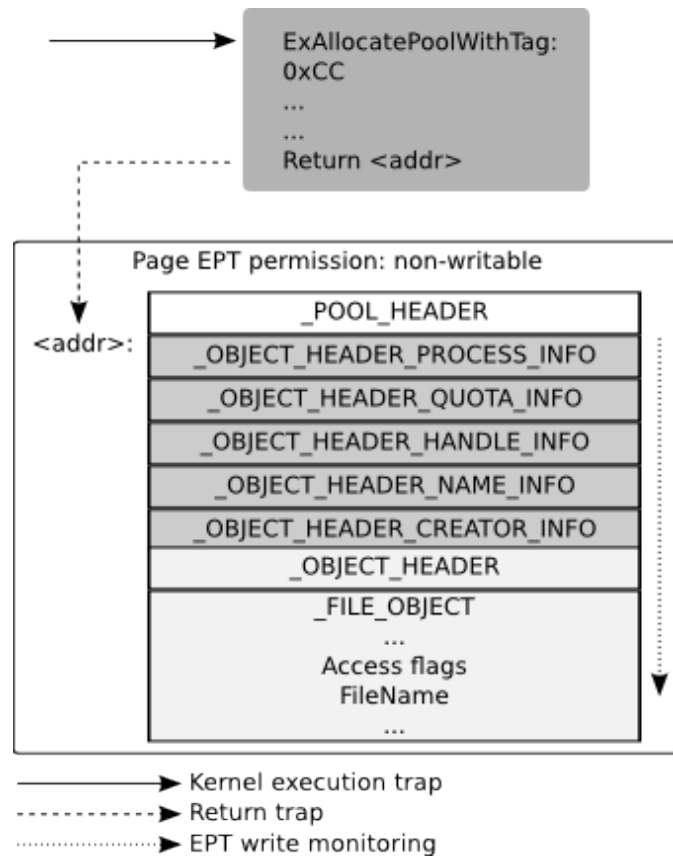 ExAllocatePoolWithTag:
0xCC
...
...
Return <addr>
Page EPT permission: non-writable
<addr>:
_POOL_HEADER
_OBJECT_HEADER_PROCESS_INFO
_OBJECT_HEADER_QUOTA_INFO
_OBJECT_HEADER_HANDLE_INFO
_OBJECT_HEADER_NAME_INFO
_OBJECT_HEADER_CREATOR_INFO
_OBJECT_HEADER
_FILE_OBJECT
...
Access flags
FileName
...
Kernel execution trap
Return trap
EPT write monitoring